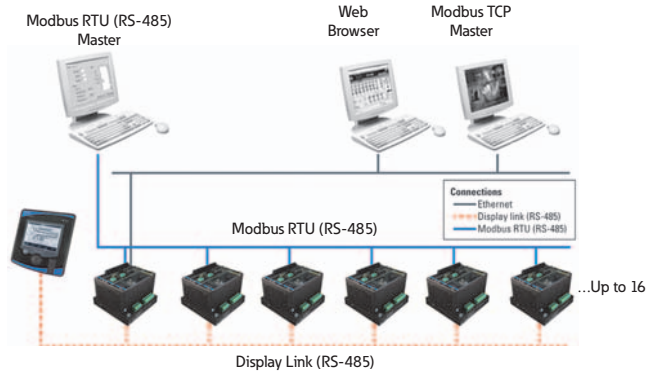 Modbus RTU (RS-485)
Master
Web
Browser
Modbus TCP
Master
Connections
Ethernet
Display link (RS-485)
Modbus RTU (RS-485)
Modbus RTU (RS-485)
...Up to 16
Display Link (RS-485)